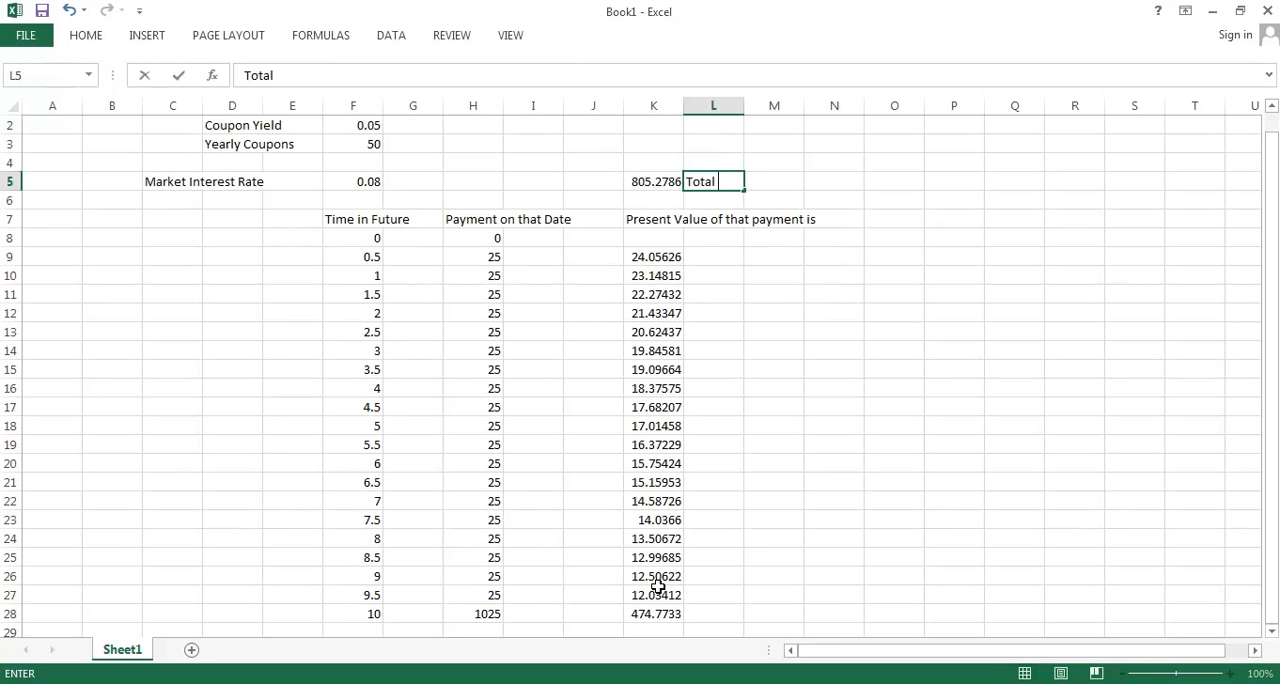 Book1 - Excel
?
FILE HOME INSERT PAGE LAYOUT FORMULAS DATA REVIEW VIEW Sign in
L5 fx Total
A B C D E F G H I J K L M N O P Q R S T U
2 Coupon Yield 0.05
3 Yearly Coupons 50
4
5 Market Interest Rate 0.08 805.2786 Total
6
7 Time in Future Payment on that Date Present Value of that payment is
8 0 0
9 0.5 25 24.05626
10 1 25 23.14815
11 1.5 25 22.27432
12 2 25 21.43347
13 2.5 25 20.62437
14 3 25 19.84581
15 3.5 25 19.09664
16 4 25 18.37575
17 4.5 25 17.68207
18 5 25 17.01458
19 5.5 25 16.37229
20 6 25 15.75424
21 6.5 25 15.15953
22 7 25 14.58726
23 7.5 25 14.0366
24 8 25 13.50672
25 8.5 25 12.99685
26 9 25 12.50622
27 9.5 25 12.03412
28 10 1025 474.7733
29
Sheet1
ENTER 100%